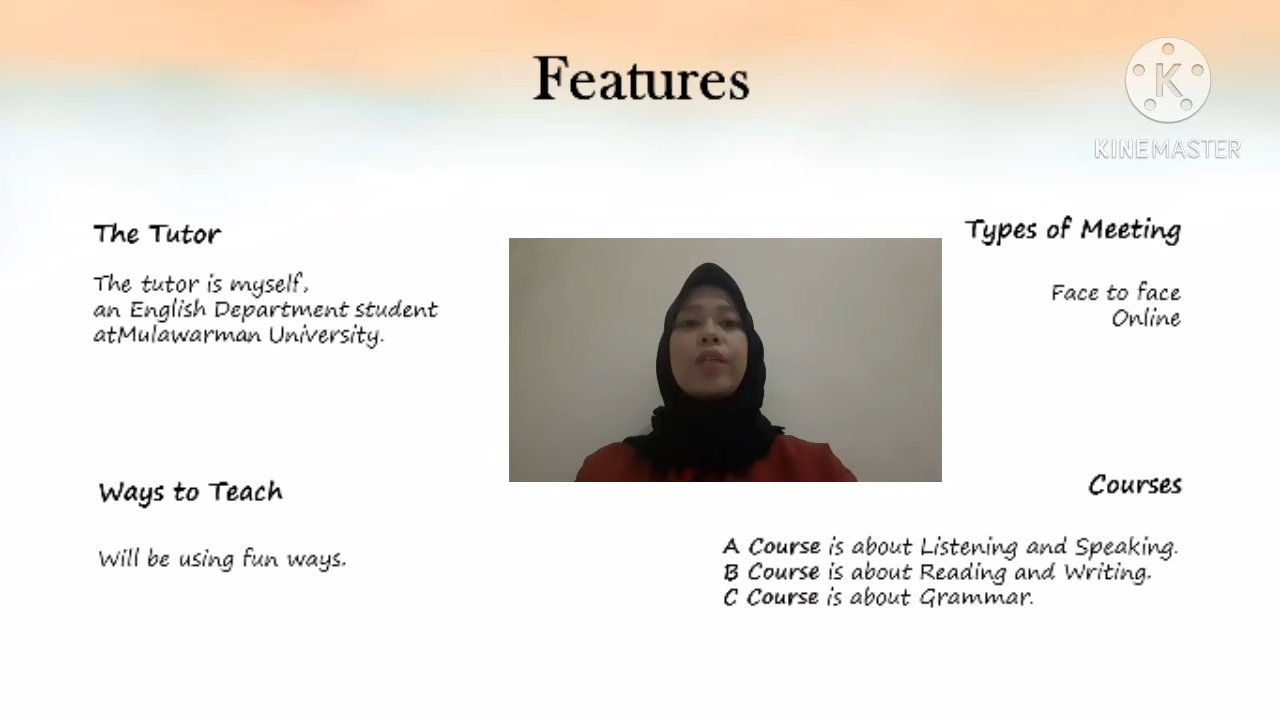 Features
K
KINEMASTER
The Tutor
The tutor is myself,
an English Department student
atMulawarman University.
Types of Meeting
Face to face
Online
Ways to Teach
Will be using fun ways.
Courses
A Course is about Listening and Speaking.
B Course is about Reading and Writing.
C Course is about Grammar.